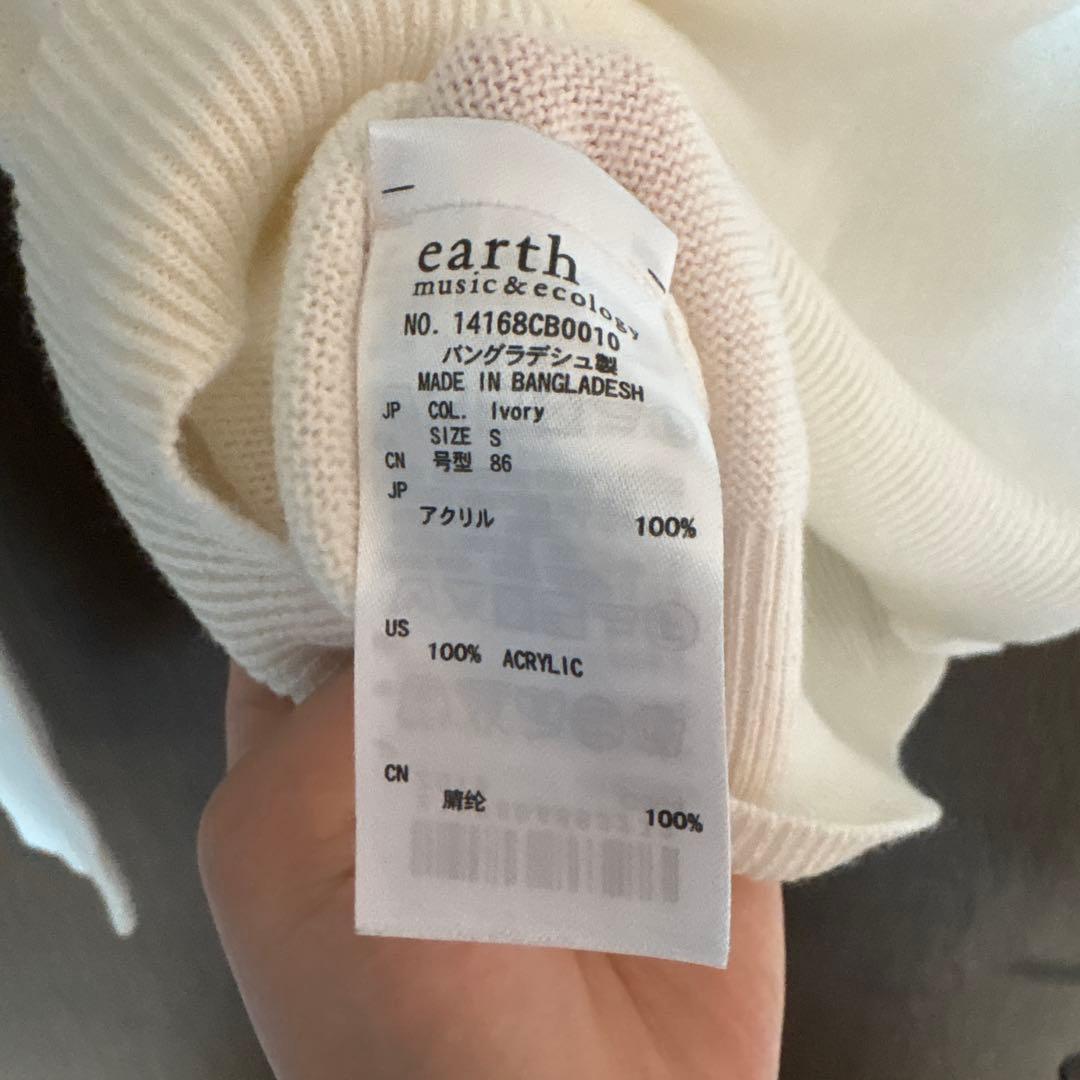 earth
music&ecology
NO. 14168CB0010
バングラデシュ製
MADE IN BANGLADESH
JP COL. Ivory
SIZE S
CN 号型 86
JP
アクリル 100%
US
100% ACRYLIC
CN
腈纶 100%